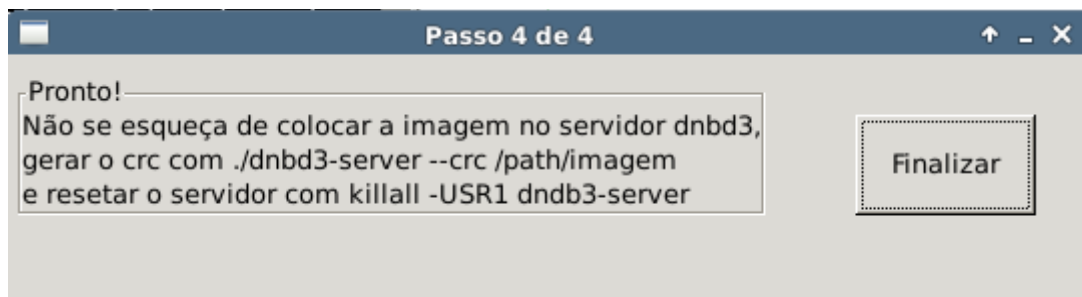 Passo 4 de 4
Pronto!
Não se esqueça de colocar a imagem no servidor dnbd3,
gerar o crc com ./dnbd3-server --crc /path/imagem
e resetar o servidor com killall -USR1 dndb3-server
Finalizar